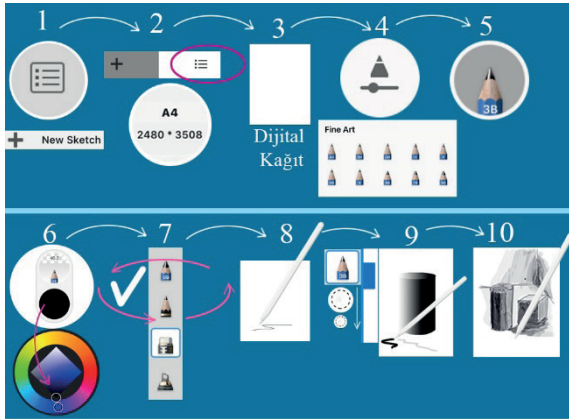 1 2 3 4 5
+
3B
+ New Sketch
A4
2480 * 3508
Dijital
Kağıt
Fine Art
6 7 8 9 10